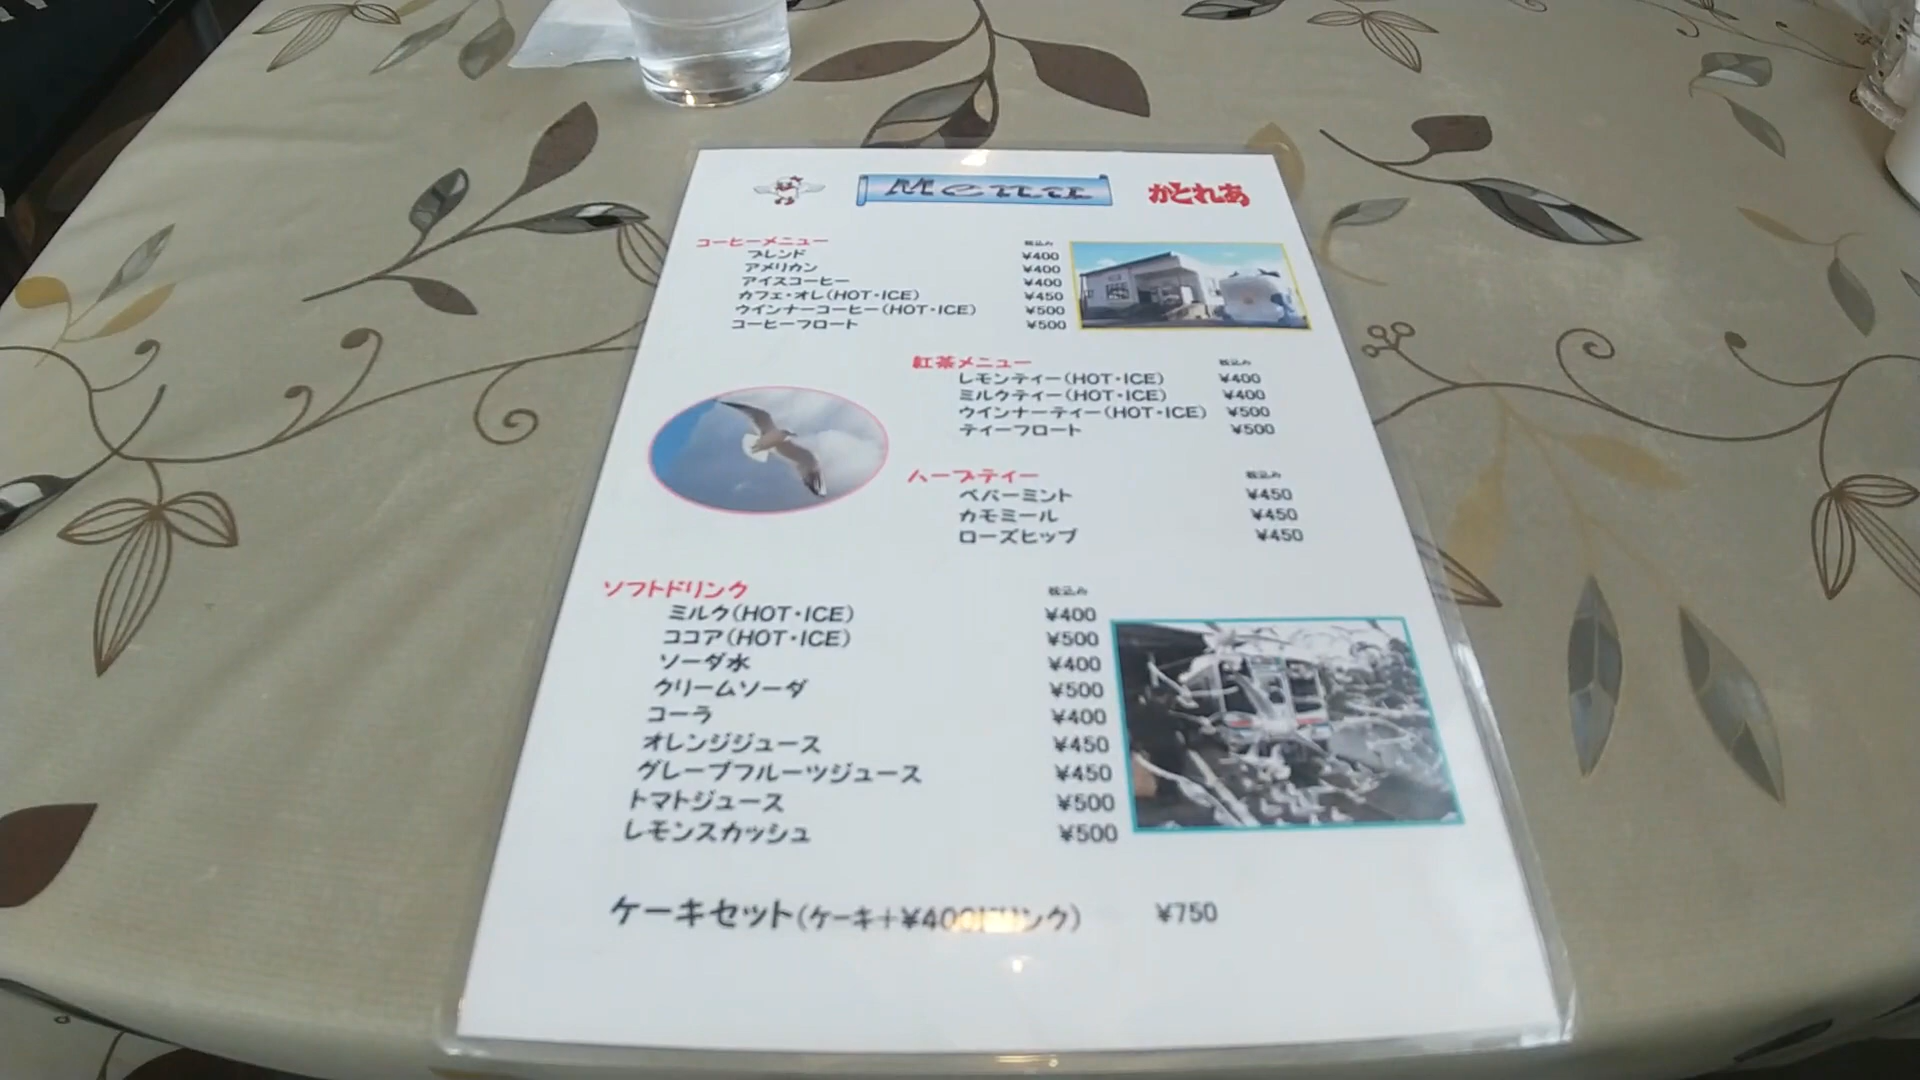 Menu かとれあ
コーヒーメニュー 税込み
ブレンド ¥400
アメリカン ¥400
アイスコーヒー ¥400
カフェ・オレ(HOT・ICE) ¥450
ウインナーコーヒー(HOT・ICE) ¥500
コーヒーフロート ¥500
紅茶メニュー 税込み
レモンティー(HOT・ICE) ¥400
ミルクティー(HOT・ICE) ¥400
ウインナーティー(HOT・ICE) ¥500
ティーフロート ¥500
ハーブティー 税込み
ペパーミント ¥450
カモミール ¥450
ローズヒップ ¥450
ソフトドリンク 税込み
ミルク(HOT・ICE) ¥400
ココア(HOT・ICE) ¥500
ソーダ水 ¥400
クリームソーダ ¥500
コーラ ¥400
オレンジジュース ¥450
グレープフルーツジュース ¥450
トマトジュース ¥500
レモンスカッシュ ¥500
ケーキセット(ケーキ+¥400ドリンク) ¥750